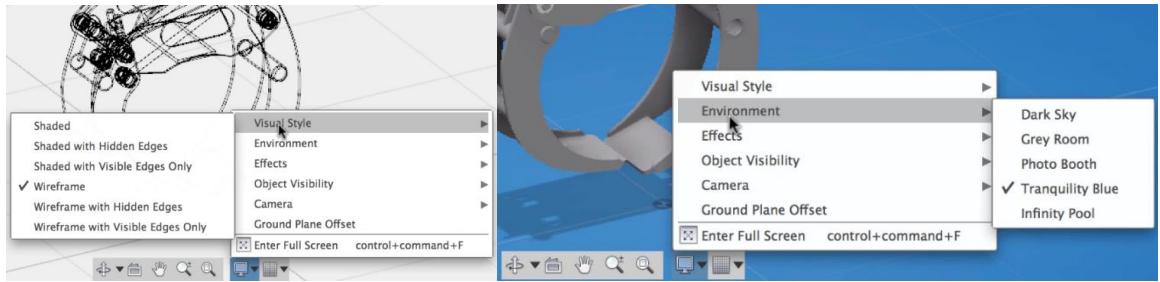 Shaded
Shaded with Hidden Edges
Shaded with Visible Edges Only
✓ Wireframe
Wireframe with Hidden Edges
Wireframe with Visible Edges Only
Visual Style
Environment
Effects
Object Visibility
Camera
Ground Plane Offset
Enter Full Screen control+command+F
Visual Style
Environment
Effects
Object Visibility
Camera
Ground Plane Offset
Enter Full Screen control+command+F
Dark Sky
Grey Room
Photo Booth
✓ Tranquility Blue
Infinity Pool